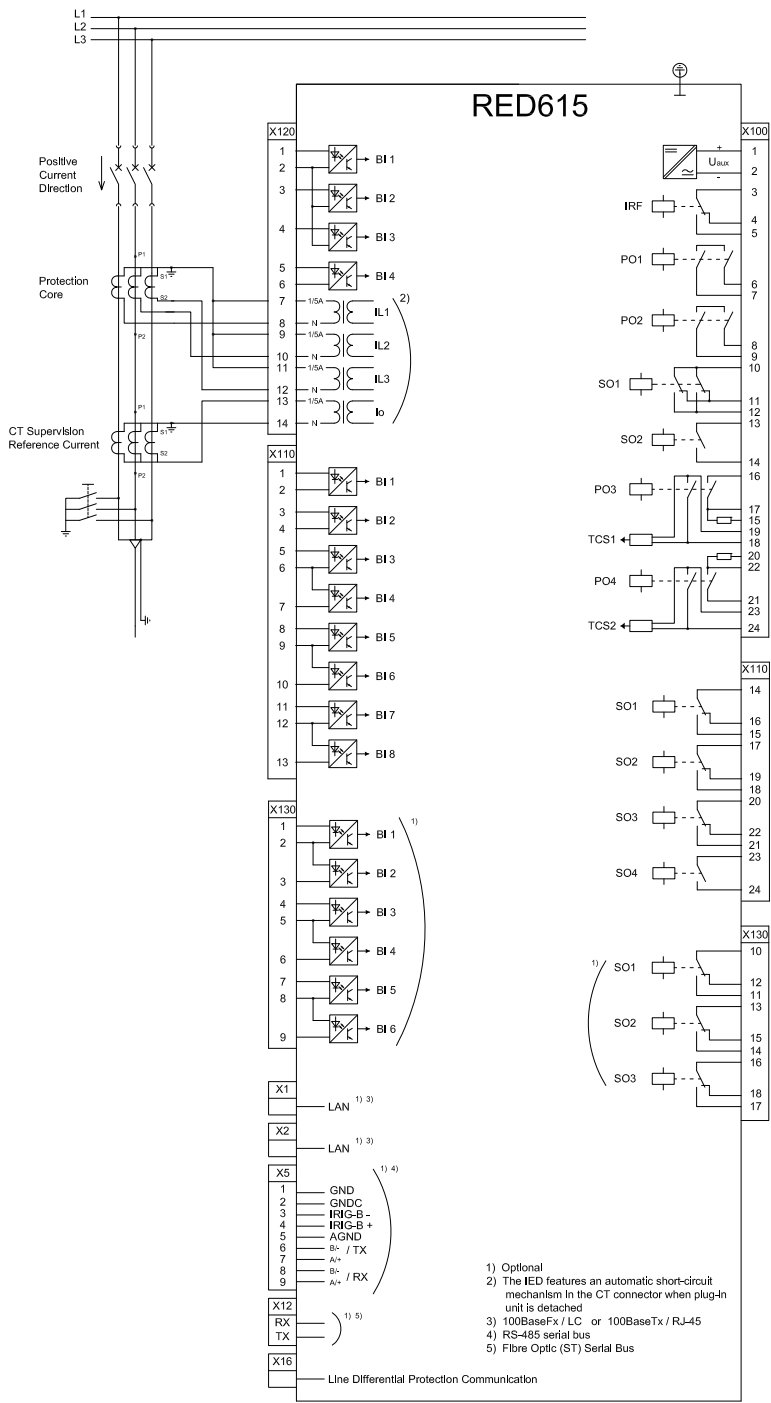 L1
L2
L3
RED615
Positive
Current
Direction
P1
S1
Protection
Core
S2
P2
P1
CT Supervision
Reference Current
S1
S2
P2
X120
1
2
BI 1
3
BI 2
4
BI 3
5
6
BI 4
7
1/5A
2)
IL1
8
N
9
1/5A
IL2
10
N
11
1/5A
IL3
12
N
13
1/5A
Io
14
N
X110
1
2
BI 1
3
4
BI 2
5
6
BI 3
7
BI 4
8
9
BI 5
10
BI 6
11
12
BI 7
13
BI 8
X130
1
2
BI 1
1)
3
BI 2
4
5
BI 3
6
BI 4
7
8
BI 5
9
BI 6
X1
LAN 1) 3)
X2
LAN 1) 3)
X5
1) 4)
1 GND
2 GNDC
3 IRIG-B -
4 IRIG-B +
5 AGND
6 B/-
/ TX
7 A/+
8 B/-
/ RX
9 A/+
X12
RX
1) 5)
TX
X16
Line Differential Protection Communication
X100
+
1
Uaux
2
-
3
IRF
4
5
PO1
6
7
PO2
8
9
10
SO1
11
12
13
SO2
14
16
PO3
17
15
19
TCS1
18
20
22
PO4
21
23
TCS2
24
X110
14
SO1
16
15
17
SO2
19
18
20
SO3
22
21
23
SO4
24
X130
10
1)
SO1
12
11
13
SO2
15
14
16
SO3
18
17
1) Optional
2) The IED features an automatic short-circuit
mechanism in the CT connector when plug-in
unit is detached
3) 100BaseFx / LC or 100BaseTx / RJ-45
4) RS-485 serial bus
5) Fibre Optic (ST) Serial Bus